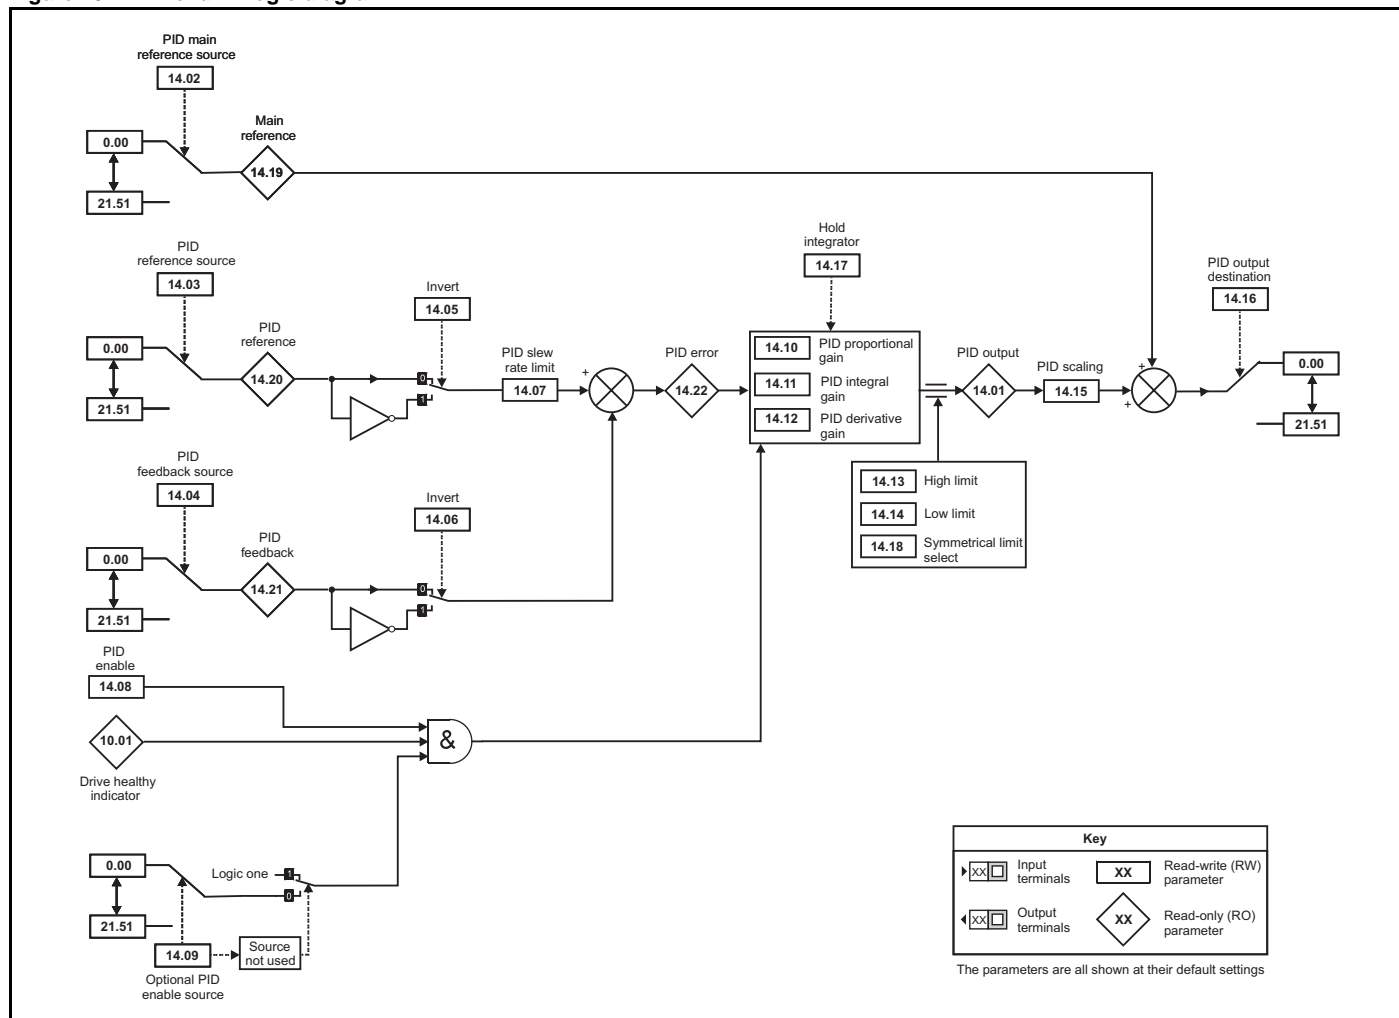 PID main
reference source
14.02
Main
reference
0.00
14.19
21.51
PID
reference source
14.03
Hold
integrator
14.17
PID output
destination
14.16
Invert
14.05
PID
reference
0.00
14.20
21.51
0
1
PID slew
rate limit
14.07
+
PID error
14.22
14.10
PID proportional
gain
14.11
PID integral
gain
14.12
PID derivative
gain
PID output
14.01
PID scaling
14.15
+
+
0.00
21.51
PID
feedback source
14.04
Invert
14.06
14.13
High limit
14.14
Low limit
14.18
Symmetrical limit
select
PID
feedback
0.00
14.21
21.51
0
1
PID
enable
14.08
10.01
Drive healthy
indicator
&
0.00
21.51
Logic one
1
0
14.09
Source
not used
Optional PID
enable source
Key
XX
Input
terminals
XX
Read-write (RW)
parameter
XX
Output
terminals
XX
Read-only (RO)
parameter
The parameters are all shown at their default settings